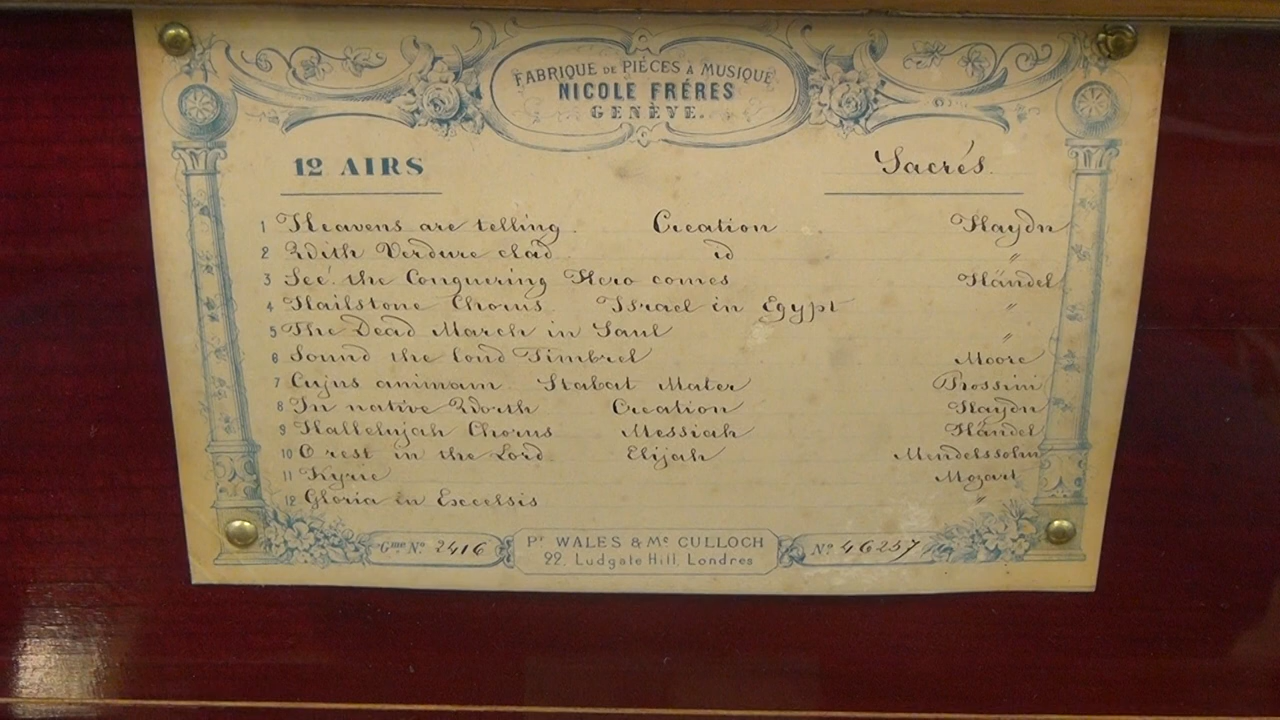 FABRIQUE DE PIÉCES À MUSIQUE
NICOLE FRÉRES
GENÈVE.
12 AIRS Sacrés.
1 Heavens are telling. Creation Haydn
2 With Verdure clad id "
3 See the Conquering Hero comes Händel
4 Hailstone Chorus. Israel in Egypt "
5 The Dead March in Saul "
6 Sound the loud Timbrel Moore
7 Cujus animam. Stabat Mater Rossini
8 In native Worth Creation Haydn
9 Hallelujah Chorus Messiah Händel
10 O rest in the Lord Elijah Mendelssohn
11 Kyrie Mozart
12 Gloria in Excelsis "
Gme No. 2416 Pr WALES & Mc CULLOCH No 46257
22, Ludgate Hill, Londres